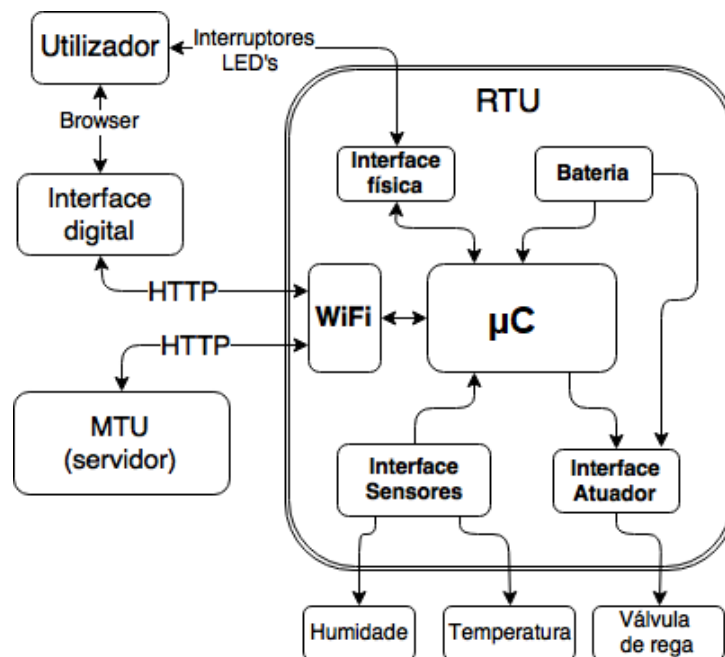 Utilizador
Interruptores
LED's
RTU
Browser
Interface
física
Bateria
Interface
digital
HTTP
WiFi
µC
HTTP
MTU
(servidor)
Interface
Sensores
Interface
Atuador
Humidade
Temperatura
Válvula
de rega